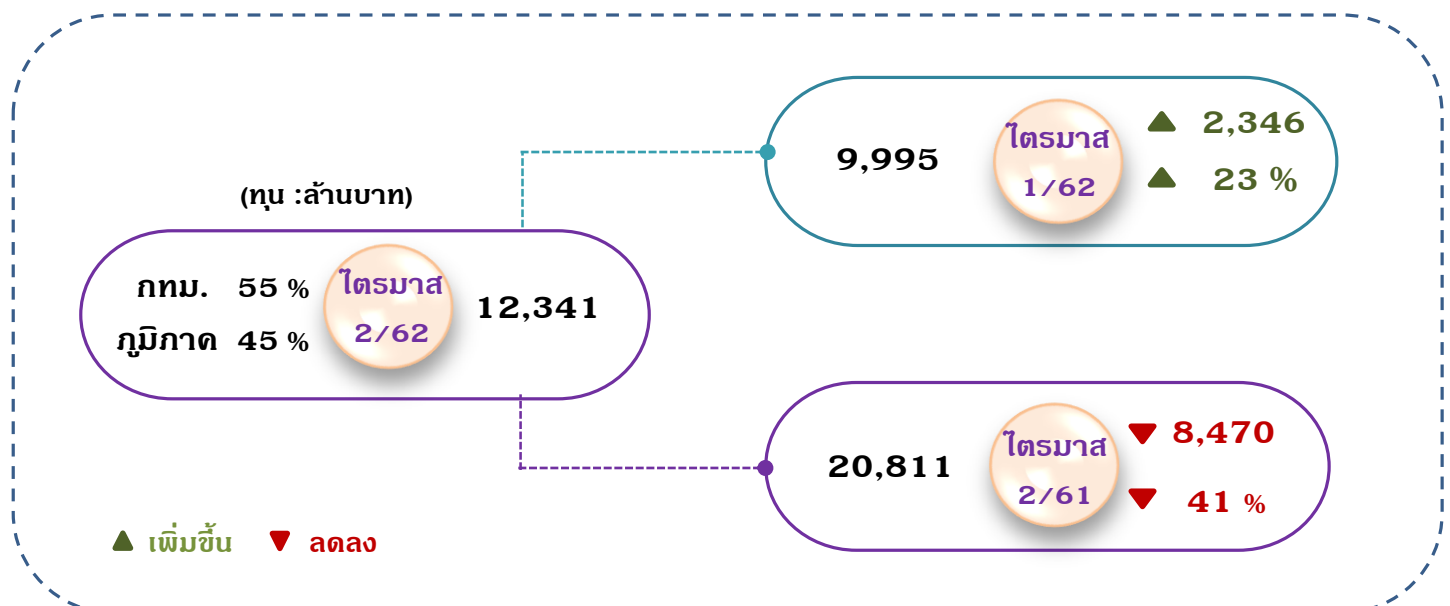 (ทุน :ล้านบาท)
กทม. 55 %
ภูมิภาค 45 %
ไตรมาส
2/62
12,341
9,995
ไตรมาส
1/62
2,346
23 %
20,811
ไตรมาส
2/61
8,470
41 %
เพิ่มขึ้น ลดลง